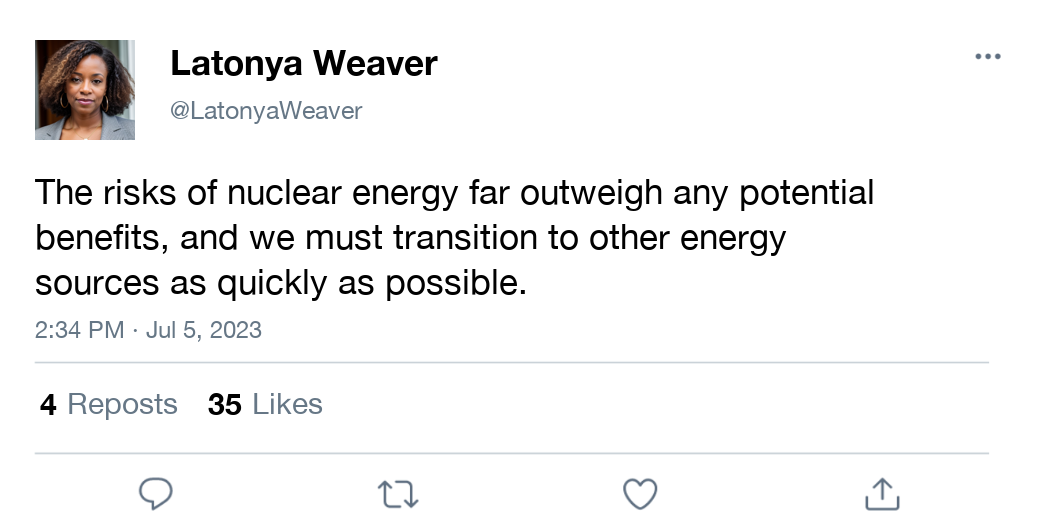 Latonya Weaver
@LatonyaWeaver
The risks of nuclear energy far outweigh any potential
benefits, and we must transition to other energy
sources as quickly as possible.
2:34 PM · Jul 5, 2023
4 Reposts 35 Likes